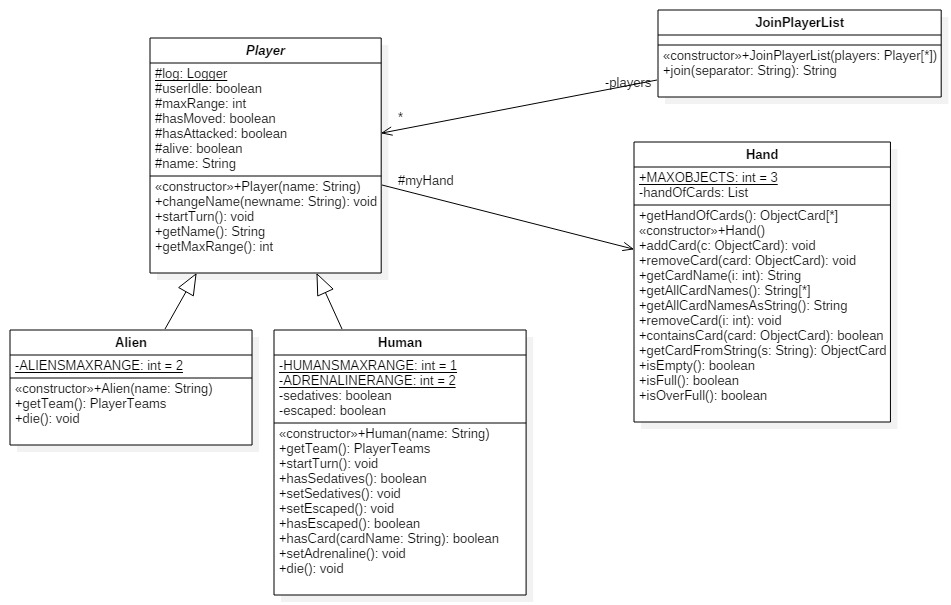 JoinPlayerList
«constructor»+JoinPlayerList(players: Player[*])
+join(separator: String): String
-players
*
Player
#log: Logger
#userIdle: boolean
#maxRange: int
#hasMoved: boolean
#hasAttacked: boolean
#alive: boolean
#name: String
«constructor»+Player(name: String)
+changeName(newname: String): void
+startTurn(): void
+getName(): String
+getMaxRange(): int
#myHand
Hand
+MAXOBJECTS: int = 3
-handOfCards: List
+getHandOfCards(): ObjectCard[*]
«constructor»+Hand()
+addCard(c: ObjectCard): void
+removeCard(card: ObjectCard): void
+getCardName(i: int): String
+getAllCardNames(): String[*]
+getAllCardNamesAsString(): String
+removeCard(i: int): void
+containsCard(card: ObjectCard): boolean
+getCardFromString(s: String): ObjectCard
+isEmpty(): boolean
+isFull(): boolean
+isOverFull(): boolean
Alien
-ALIENSMAXRANGE: int = 2
«constructor»+Alien(name: String)
+getTeam(): PlayerTeams
+die(): void
Human
-HUMANSMAXRANGE: int = 1
-ADRENALINERANGE: int = 2
-sedatives: boolean
-escaped: boolean
«constructor»+Human(name: String)
+getTeam(): PlayerTeams
+startTurn(): void
+hasSedatives(): boolean
+setSedatives(): void
+setEscaped(): void
+hasEscaped(): boolean
+hasCard(cardName: String): boolean
+setAdrenaline(): void
+die(): void